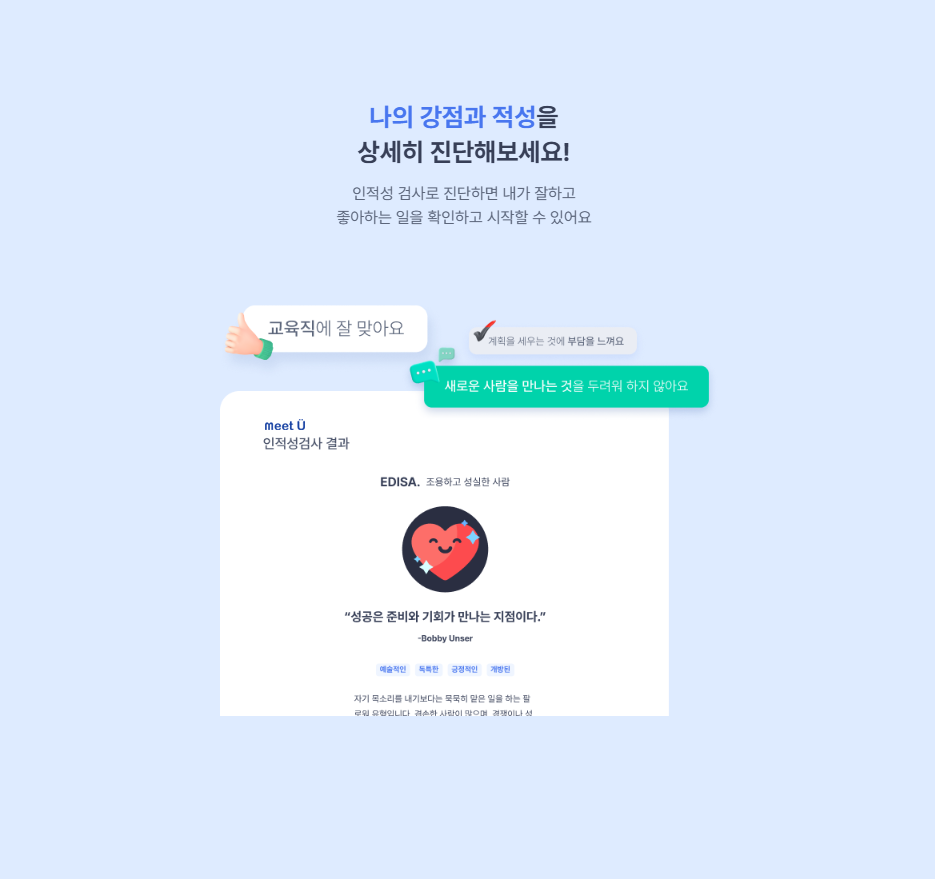 나의 강점과 적성을
상세히 진단해보세요!
인적성 검사로 진단하면 내가 잘하고
좋아하는 일을 확인하고 시작할 수 있어요
교육직에 잘 맞아요
계획을 세우는 것에 부담을 느껴요
새로운 사람을 만나는 것을 두려워 하지 않아요
meet Ü
인적성검사 결과
EDISA. 조용하고 성실한 사람
“성공은 준비와 기회가 만나는 지점이다.”
-Bobby Unser
예술적인 독특한 긍정적인 개방된
자기 목소리를 내기보다는 묵묵히 맡은 일을 하는 팔
로워 유형입니다. 겸손한 사람이 많으며, 경쟁이나 성